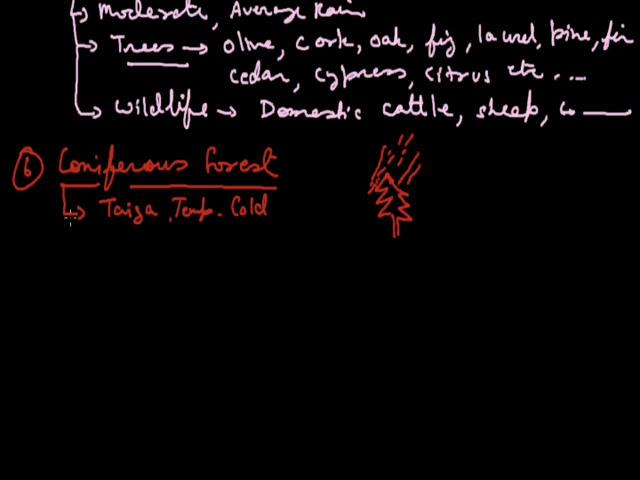 ↳ Moderate, Average Rain
→ Trees → olive, cork, oak, fig, laurel, pine, fir
cedar, cypress, citrus etc....
↳ Wildlife → Domestic cattle, sheep,
⑥ Coniferous Forest
↳ Taiga, Temp. Cold